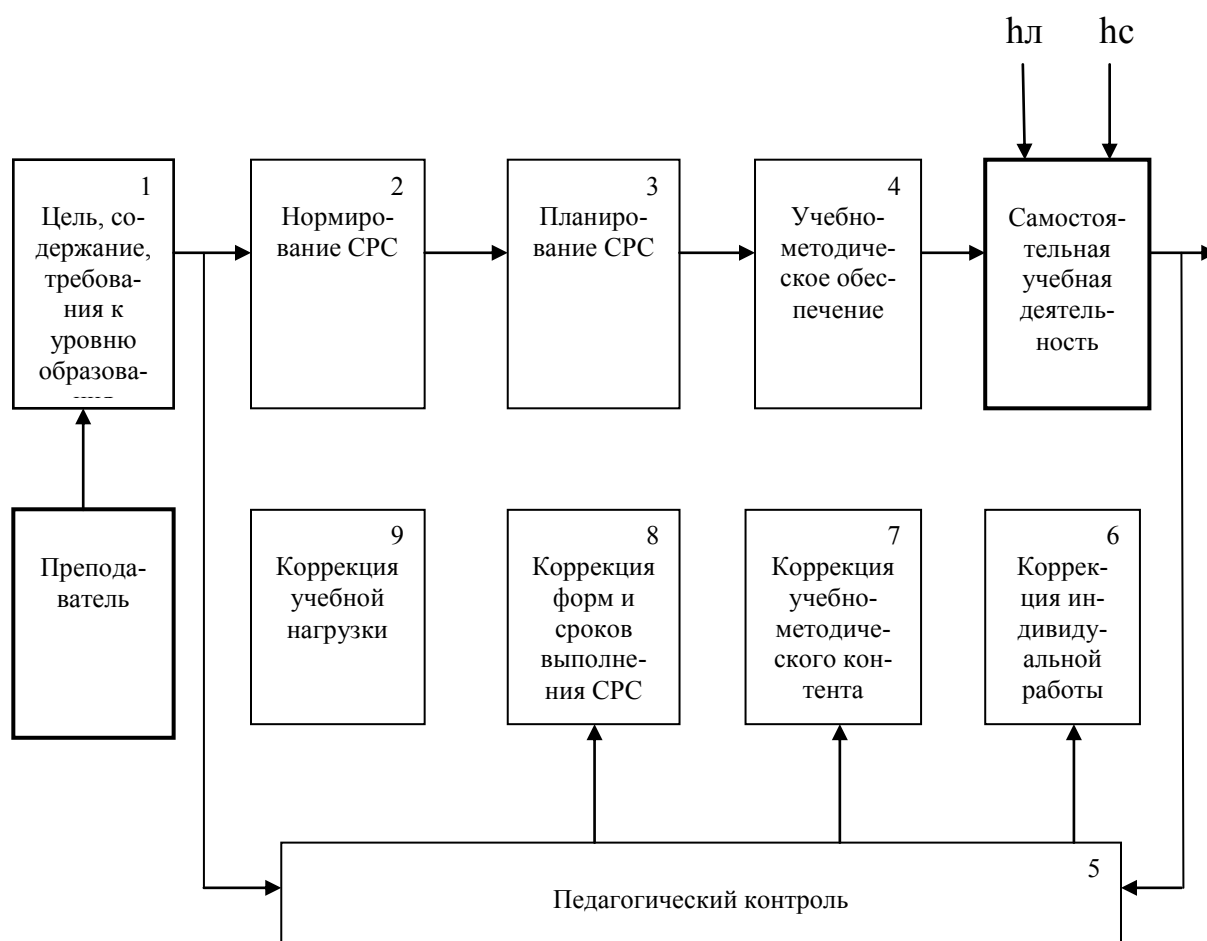 hл hс
1
Цель, со-
держание,
требова-
ния к
уровню
образова-
2
Нормиро-
вание СРС
3
Планиро-
вание СРС
4
Учебно-
методиче-
ское обес-
печение
Самостоя-
тельная
учебная
деятель-
ность
Препода-
ватель
9
Коррекция
учебной
нагрузки
8
Коррекция
форм и
сроков
выполне-
ния СРС
7
Коррекция
учебно-
методиче-
ского кон-
тента
6
Коррек-
ция ин-
дивиду-
альной
работы
5
Педагогический контроль